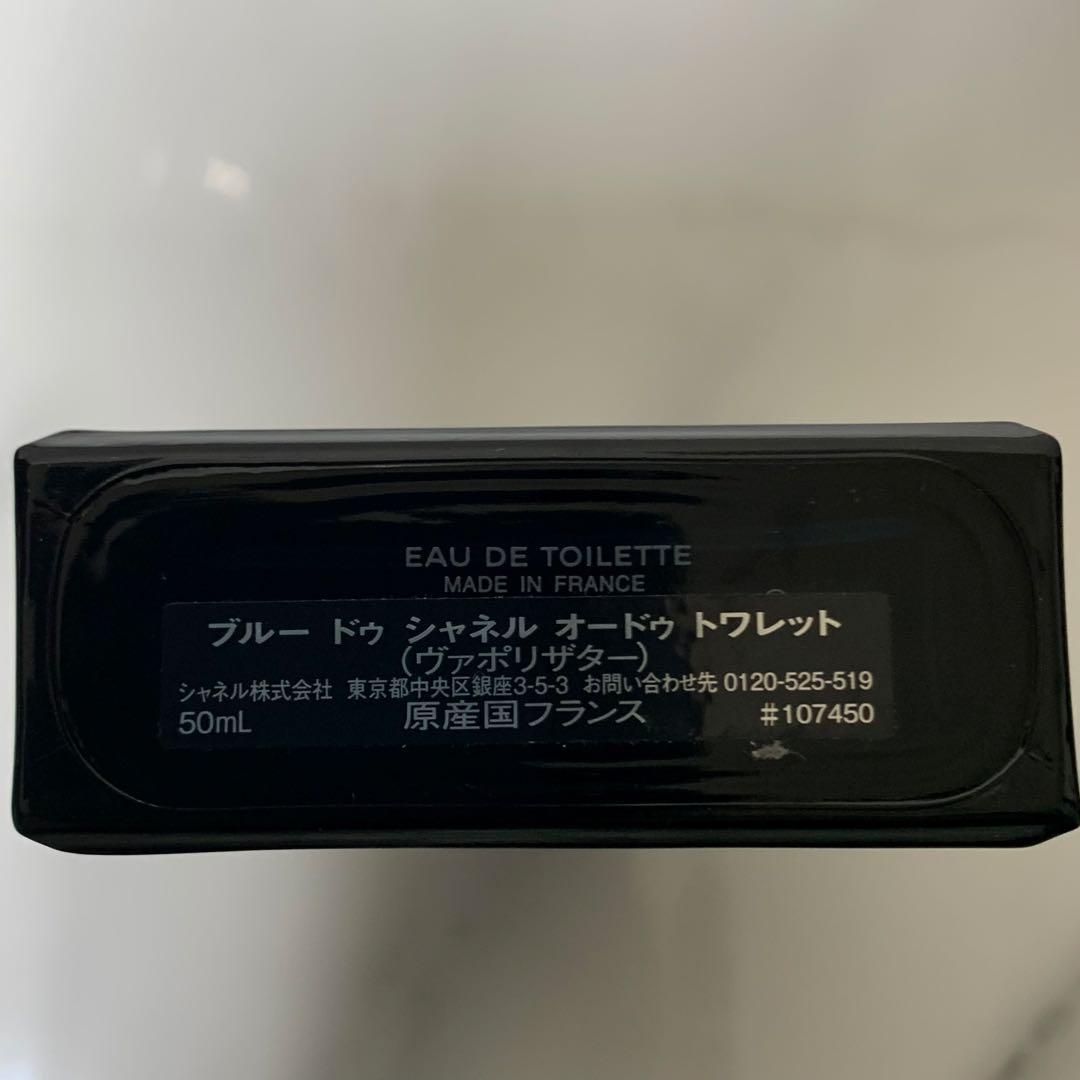 EAU DE TOILETTE
MADE IN FRANCE
ブルー ドゥ シャネル オードゥ トワレット
(ヴァポリザター)
シャネル株式会社 東京都中央区銀座3-5-3 お問い合わせ先 0120-525-519
50mL 原産国フランス #107450